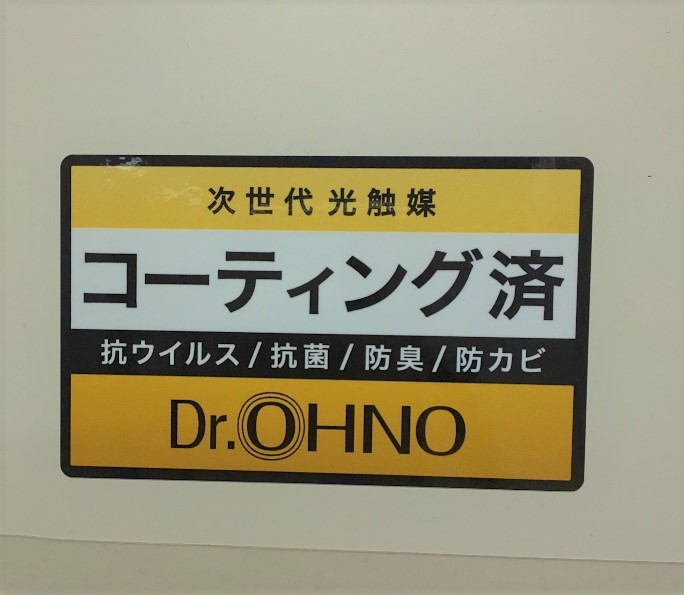 次世代 光触媒
コーティング済
抗ウイルス / 抗菌 / 防臭 / 防カビ
Dr.OHNO